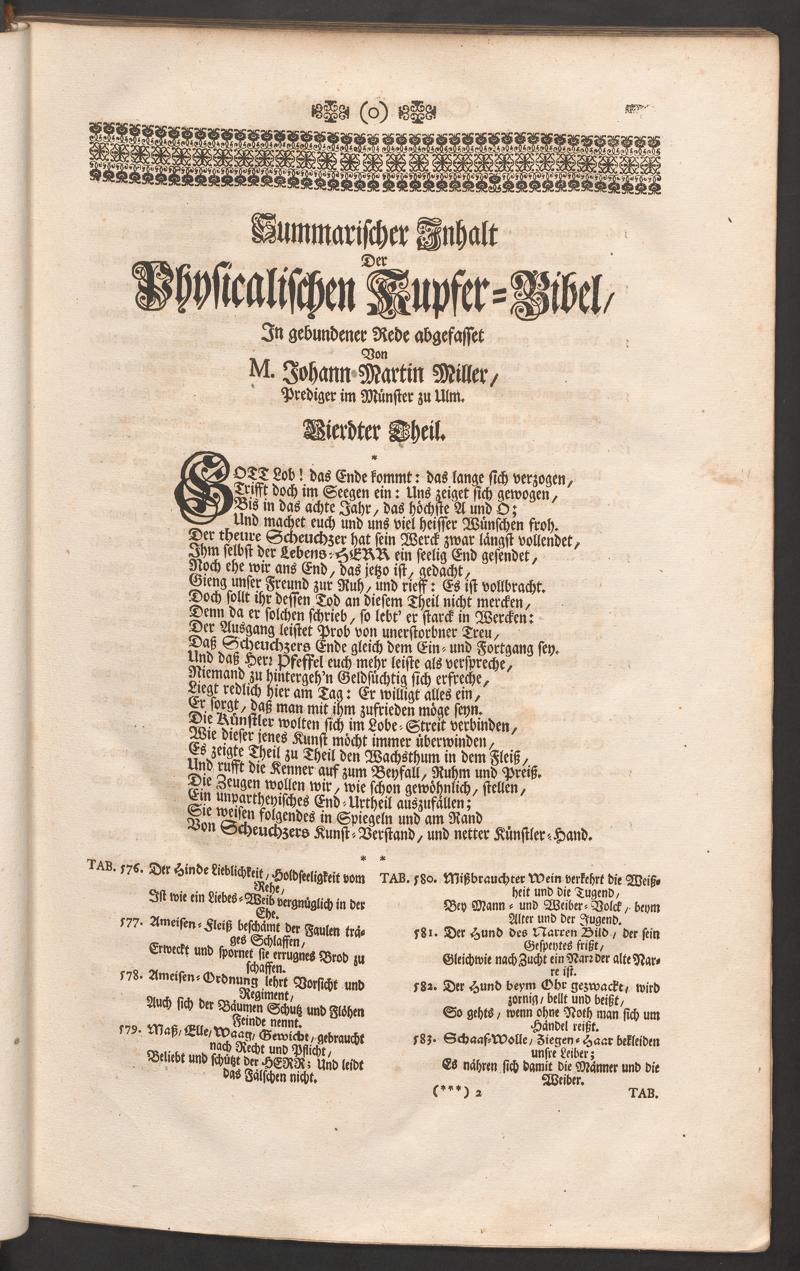 (o)
Summarischer Inhalt
Der
Physicalischen Kupfer=Bibel/
In gebundener Rede abgefasset
Von
M. Johann Martin Miller/
Prediger im Münster zu Ulm.
Vierdter Theil.
*
GOTT Lob! das Ende kommt: das lange sich verzogen/
Trifft doch im Seegen ein: Uns zeiget sich gewogen/
Bis in das achte Jahr/ das höchste A und O;
Und machet euch und uns viel heisser Wünschen froh.
Der theure Scheuchzer hat sein Werck zwar längst vollendet/
Ihm selbst der Lebens=HERR ein seelig End gesendet/
Noch ehe wir ans End/ das jetzo ist/ gedacht/
Gieng unser Freund zur Ruh/ und rieff: Es ist vollbracht.
Doch sollt ihr dessen Tod an diesem Theil nicht mercken/
Denn da er solchen schrieb/ so lebt' er starck in Wercken:
Der Ausgang leistet Prob von unerstorbner Treu/
Daß Scheuchzers Ende gleich dem Ein= und Fortgang sey.
Und daß Herr Pfeffel euch mehr leiste als verspreche/
Niemand zu hintergeh'n Geldsüchtig sich erfreche/
Liegt redlich hier am Tag: Er williget alles ein/
Er sorgt/ daß man mit ihm zufrieden möge seyn.
Die Künstler wolten sich im Lobe=Streit verbinden/
Wie dieser jenes Kunst möcht immer überwinden/
Es zeigte Theil zu Theil den Wachsthum in dem Fleiß/
Und rufft die Kenner auf zum Beyfall/ Ruhm und Preiß.
Die Zeugen wollen wir/ wie schon gewöhnlich/ stellen/
Ein unpartheyisches End=Urtheil auszufällen;
Sie weisen folgendes in Spiegeln und am Rand
Von Scheuchzers Kunst=Verstand/ und netter Künstler=Hand.
* *
TAB. 576. Der Hinde Lieblichkeit/ Holdseeligkeit vom
Rehe/
Ist wie ein Liebes=Weib vergnüglich in der
Ehe.
577. Ameisen=Fleiß beschämt der Faulen trä=
ges Schlaffen/
Erweckt und spornet sie errugnes Brod zu
schaffen.
578. Ameisen=Ordnung lehrt Vorsicht und
Regiment/
Auch sich der Bäumen Schutz und Flöhen
Feinde nennt.
579. Maß/ Elle/ Waag/ Gewicht/ gebraucht
nach Recht und Pflicht/
Beliebt und schützt der HERR; Und leidt
das Fälschen nicht.
TAB. 580. Mißbrauchter Wein verkehrt die Weiß=
heit und die Tugend/
Bey Mann= und Weiber=Volck/ beym
Alter und der Jugend.
581. Der Hund des Narren Bild/ der sein
Gespeytes frißt/
Gleichwie nach Zucht ein Narr der alte Nar=
re ist.
582. Der Hund beym Ohr gezwackt/ wird
zornig/ bellt und beißt/
So gehts/ wenn ohne Noth man sich um
Händel reißt.
583. Schaaf=Wolle/ Ziegen=Haar bekleiden
unsre Leiber;
Es nähren sich damit die Männer und die
Weiber.
(***) 2
TAB.